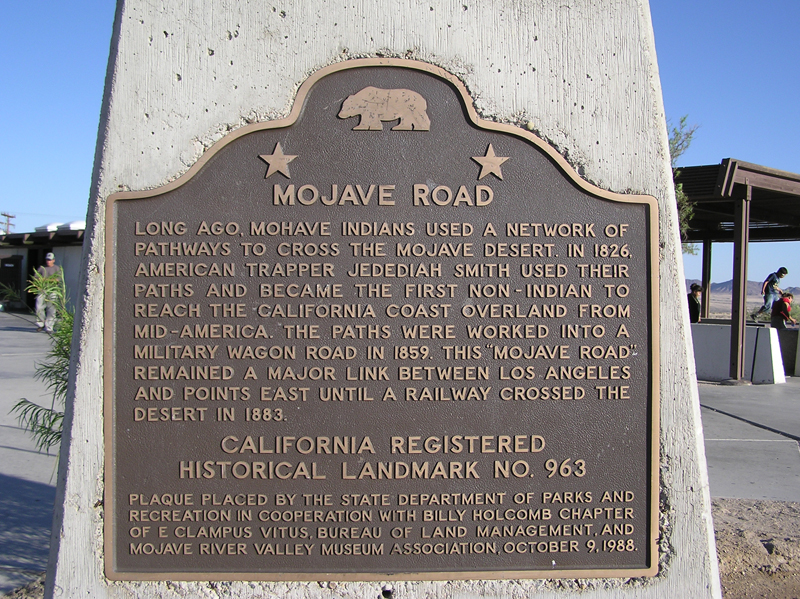 MOJAVE ROAD
LONG AGO, MOHAVE INDIANS USED A NETWORK OF
PATHWAYS TO CROSS THE MOJAVE DESERT. IN 1826,
AMERICAN TRAPPER JEDEDIAH SMITH USED THEIR
PATHS AND BECAME THE FIRST NON-INDIAN TO
REACH THE CALIFORNIA COAST OVERLAND FROM
MID-AMERICA. THE PATHS WERE WORKED INTO A
MILITARY WAGON ROAD IN 1859. THIS "MOJAVE ROAD"
REMAINED A MAJOR LINK BETWEEN LOS ANGELES
AND POINTS EAST UNTIL A RAILWAY CROSSED THE
DESERT IN 1883.
CALIFORNIA REGISTERED
HISTORICAL LANDMARK NO. 963
PLAQUE PLACED BY THE STATE DEPARTMENT OF PARKS AND
RECREATION IN COOPERATION WITH BILLY HOLCOMB CHAPTER
OF E CLAMPUS VITUS, BUREAU OF LAND MANAGEMENT, AND
MOJAVE RIVER VALLEY MUSEUM ASSOCIATION, OCTOBER 9, 1988.